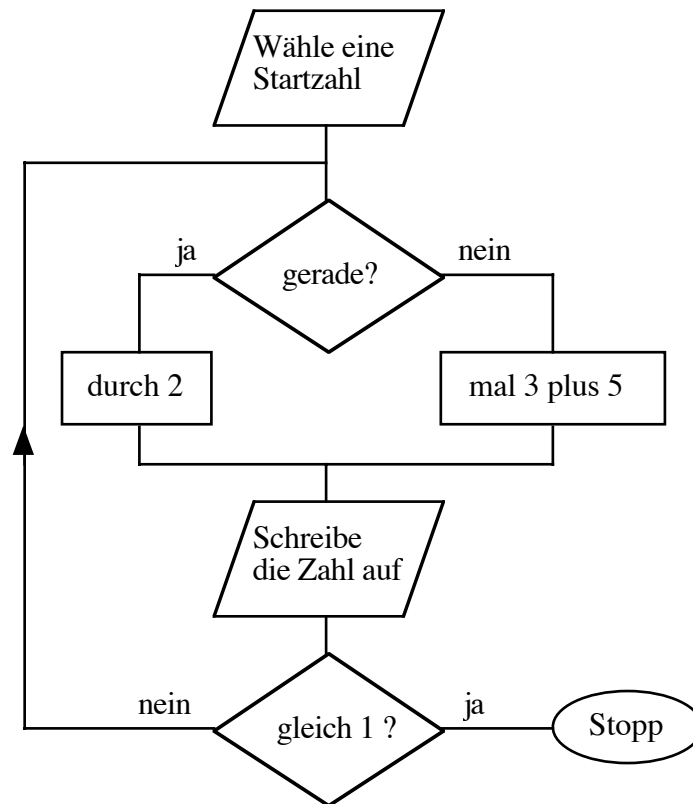 Wähle eine
Startzahl
ja
nein
gerade?
durch 2
mal 3 plus 5
Schreibe
die Zahl auf
nein
ja
gleich 1 ?
Stopp